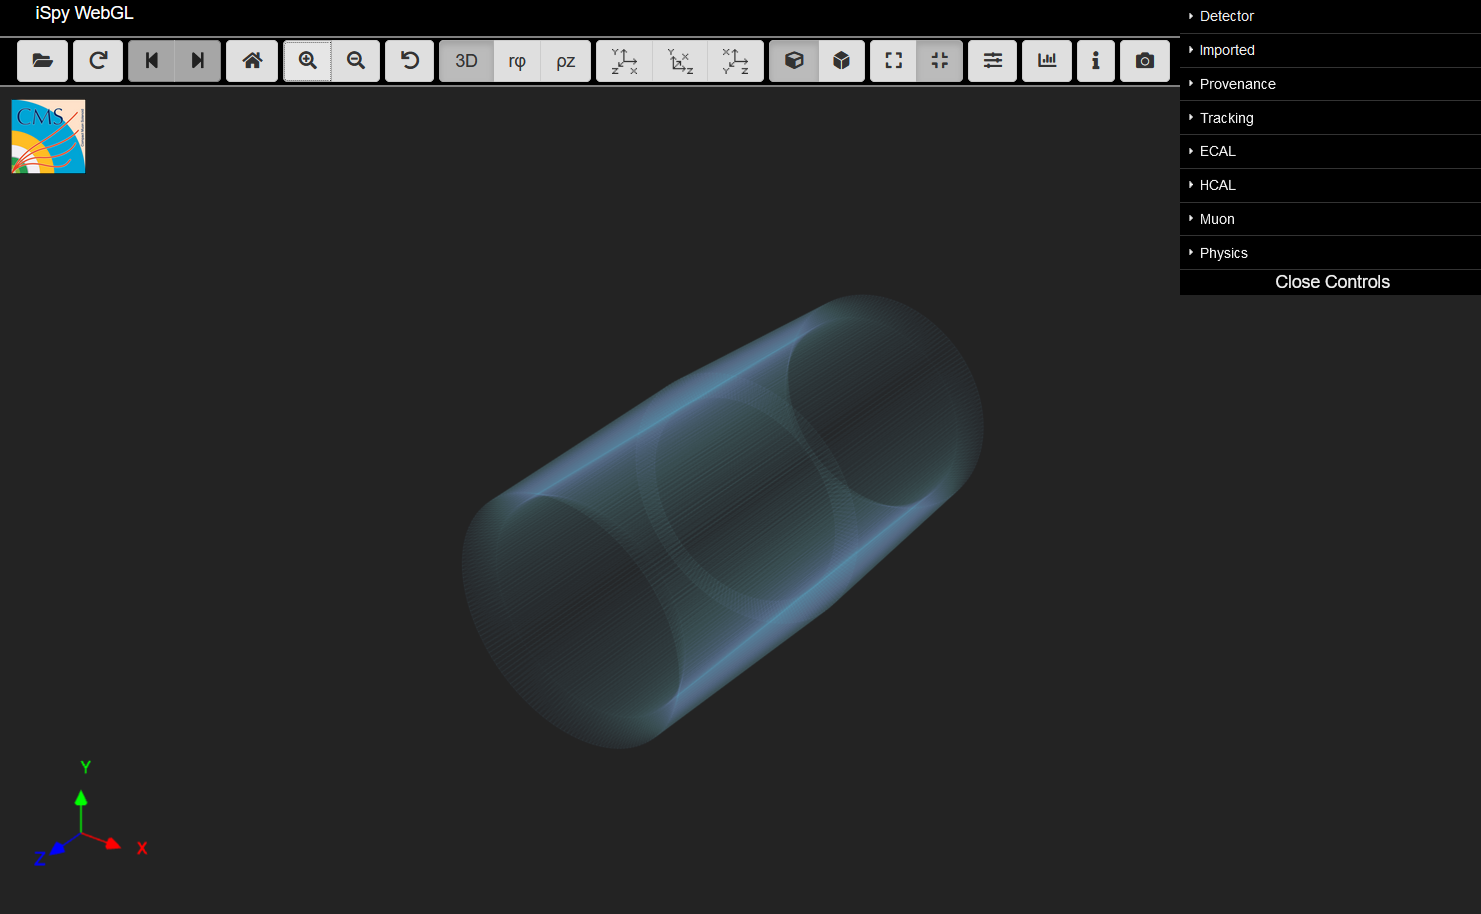 iSpy WebGL
3D rφ ρz
Y Z X
Y X Z
X Y Z
CMS
Detector
Imported
Provenance
Tracking
ECAL
HCAL
Muon
Physics
Close Controls
Y
X
Z